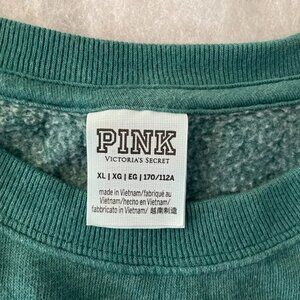 PINK
VICTORIA'S SECRET
XL | XG | EG | 170/112A
made in Vietnam/fabriqué au
Vietnam/hecho en Vietnam/
fabbricato in Vietnam/ 越南制造